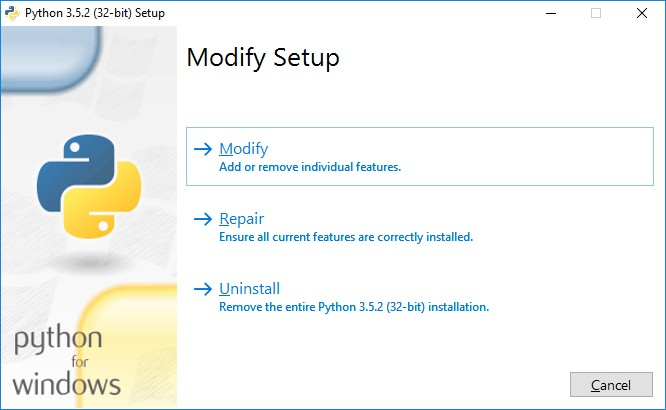 Python 3.5.2 (32-bit) Setup
Modify Setup
Modify
Add or remove individual features.
Repair
Ensure all current features are correctly installed.
Uninstall
Remove the entire Python 3.5.2 (32-bit) installation.
python
for
windows
Cancel